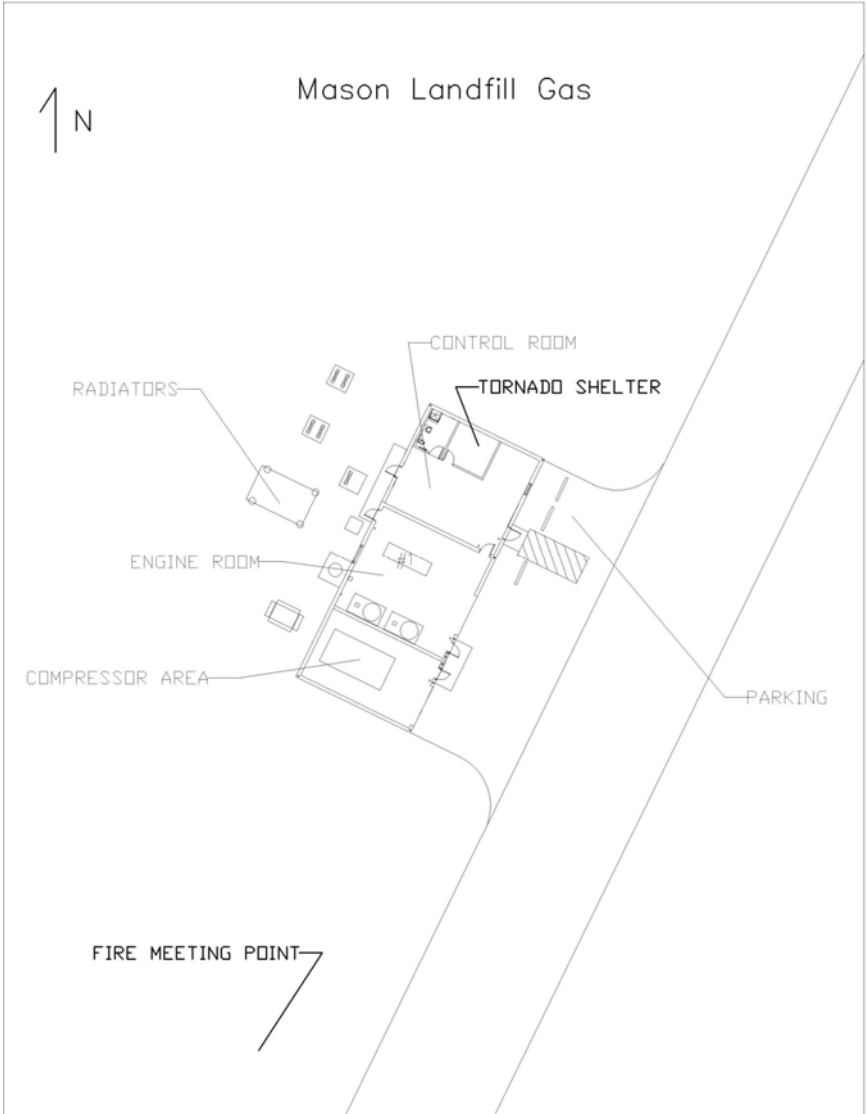 Mason Landfill Gas
N
CONTROL ROOM
RADIATORS
TORNADO SHELTER
ENGINE ROOM
#1
COMPRESSOR AREA
PARKING
FIRE MEETING POINT